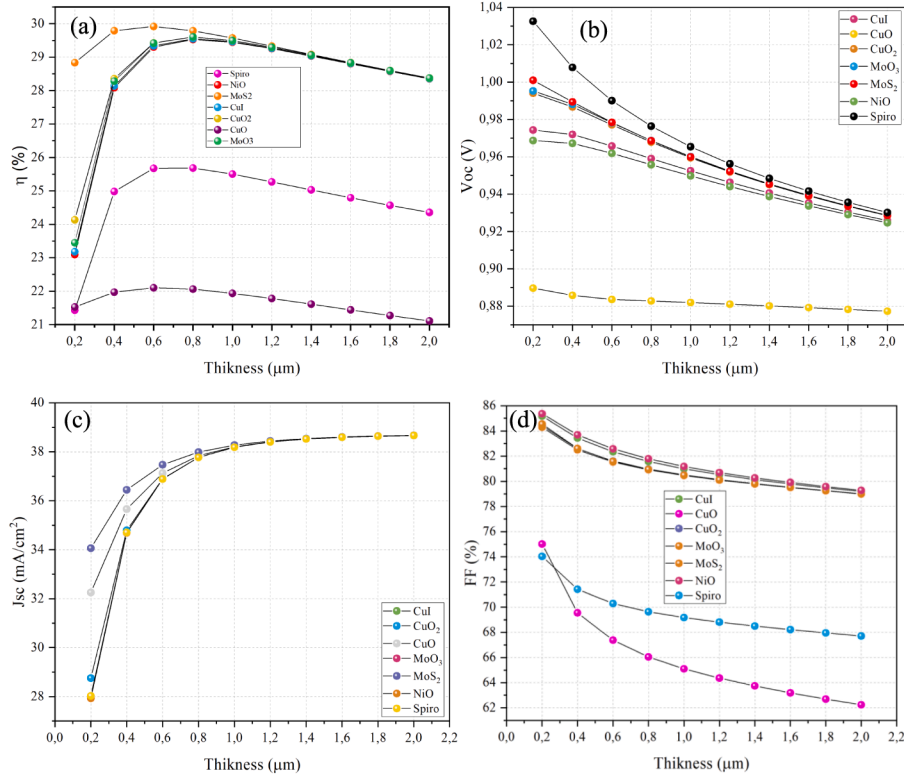 (a)
η (%)
31
30
29
28
27
26
25
24
23
22
21
Spiro
NiO
MoS2
CuI
CuO2
CuO
MoO3
0,0 0,2 0,4 0,6 0,8 1,0 1,2 1,4 1,6 1,8 2,0
Thikness (μm)
(b)
Voc (V)
1,04
1,02
1,00
0,98
0,96
0,94
0,92
0,90
0,88
CuI
CuO
CuO₂
MoO₃
MoS₂
NiO
Spiro
0,2 0,4 0,6 0,8 1,0 1,2 1,4 1,6 1,8 2,0
Thikness (μm)
(c)
Jsc (mA/cm²)
40
38
36
34
32
30
28
CuI
CuO₂
CuO
MoO₃
MoS₂
NiO
Spiro
0,0 0,2 0,4 0,6 0,8 1,0 1,2 1,4 1,6 1,8 2,0 2,2
Thikness (μm)
(d)
FF (%)
86
84
82
80
78
76
74
72
70
68
66
64
62
CuI
CuO
CuO₂
MoO₃
MoS₂
NiO
Spiro
0,0 0,2 0,4 0,6 0,8 1,0 1,2 1,4 1,6 1,8 2,0 2,2
Thikness (μm)